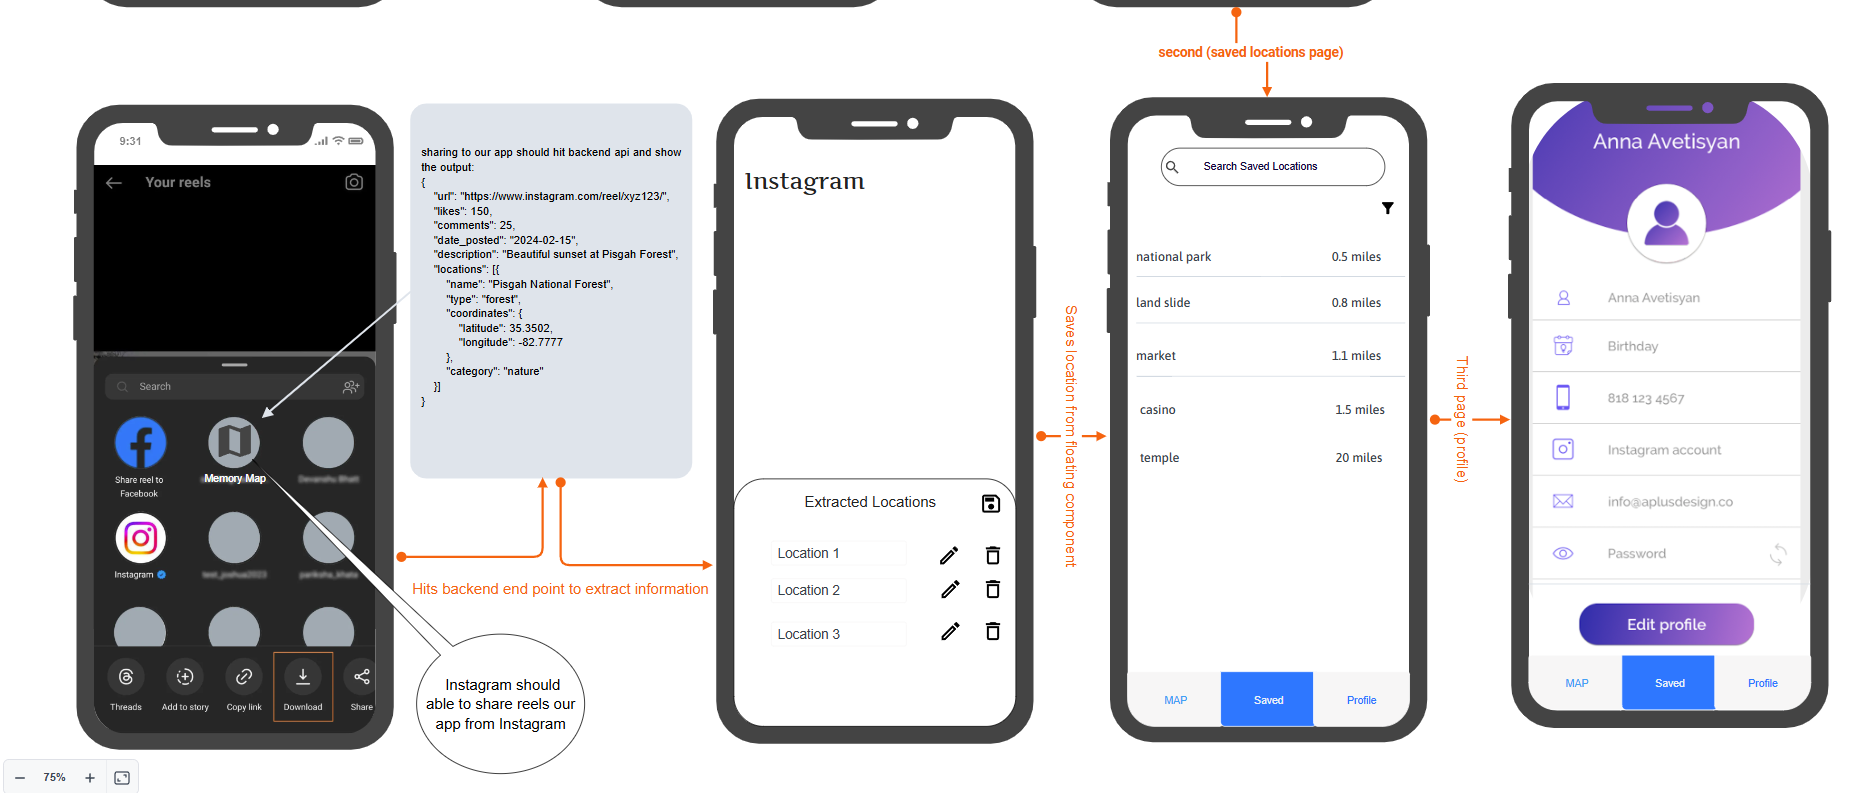 second (saved locations page)
9:31
Your reels
Search
Share reel to
Facebook
Memory Map
Devanshu Bhatt
Instagram
test_joshua2023
Threads
Add to story
Copy link
Download
Share
sharing to our app should hit backend api and show
the output:
{
"url": "https://www.instagram.com/reel/xyz123/",
"likes": 150,
"comments": 25,
"date_posted": "2024-02-15",
"description": "Beautiful sunset at Pisgah Forest",
"locations": [{
"name": "Pisgah National Forest",
"type": "forest",
"coordinates": {
"latitude": 35.3502,
"longitude": -82.7777
},
"category": "nature"
}]
}
Hits backend end point to extract information
Instagram should
able to share reels our
app from Instagram
Instagram
Extracted Locations
Location 1
Location 2
Location 3
Saves location from floating component
Search Saved Locations
national park 0.5 miles
land slide 0.8 miles
market 1.1 miles
casino 1.5 miles
temple 20 miles
MAP Saved Profile
Third page (profile)
Anna Avetisyan
Anna Avetisyan
Birthday
818 123 4567
Instagram account
info@aplusdesign.co
Password
Edit profile
MAP Saved Profile
75%